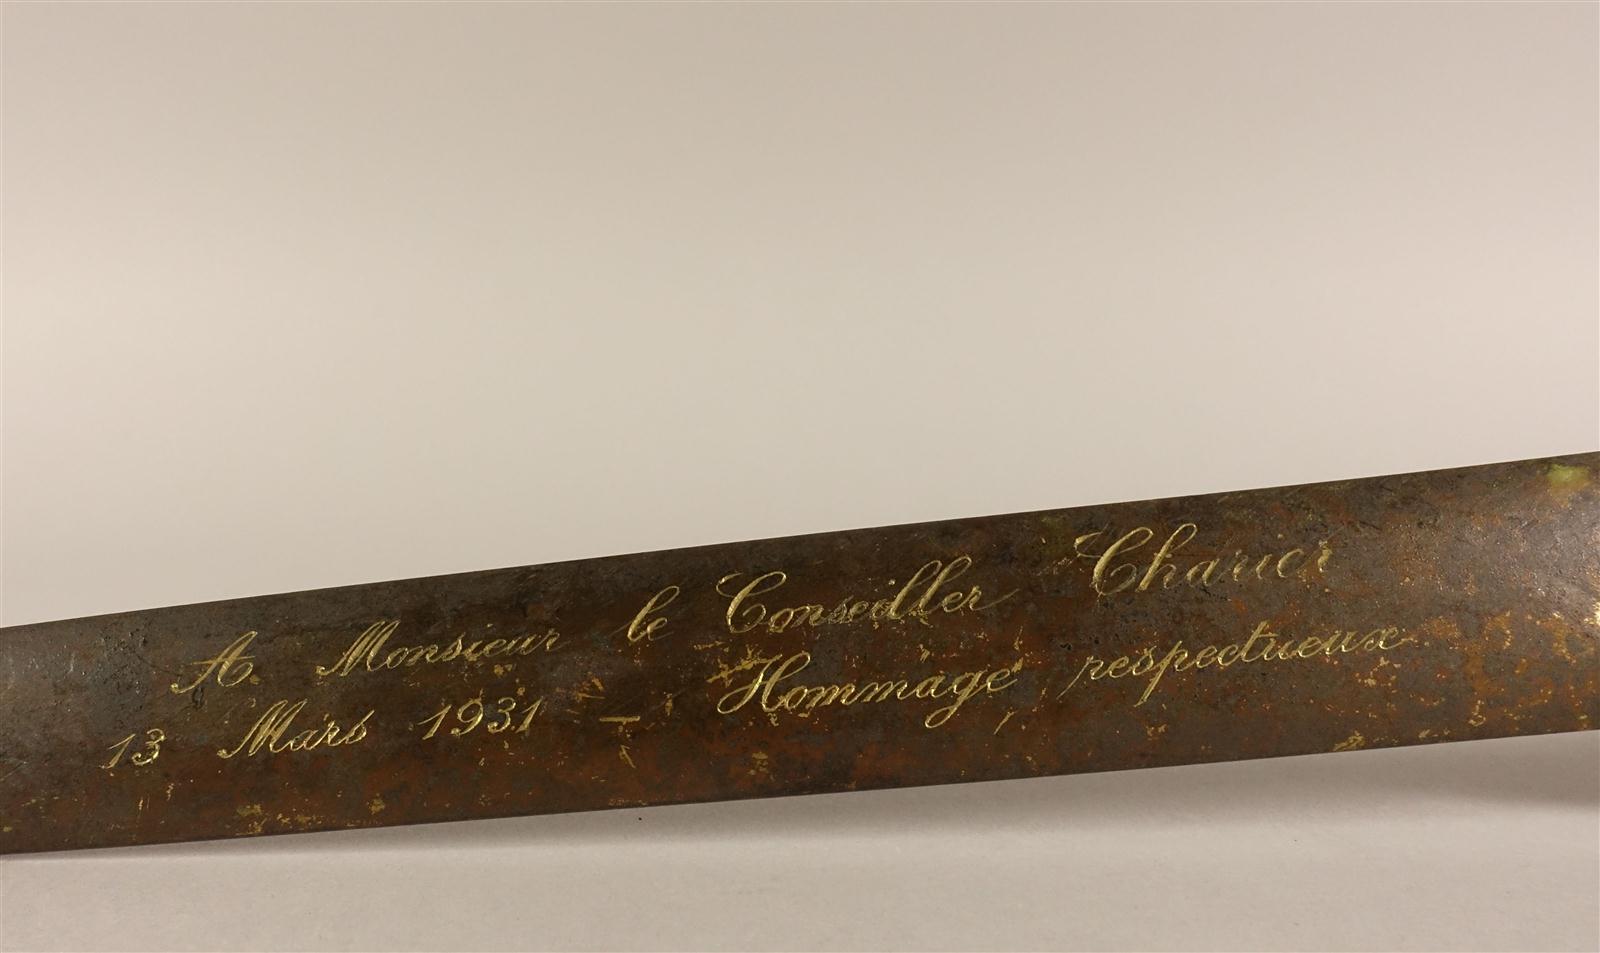 A. Monsieur le Conseiller Charier
13 Mars 1931 _ Hommage respectueux